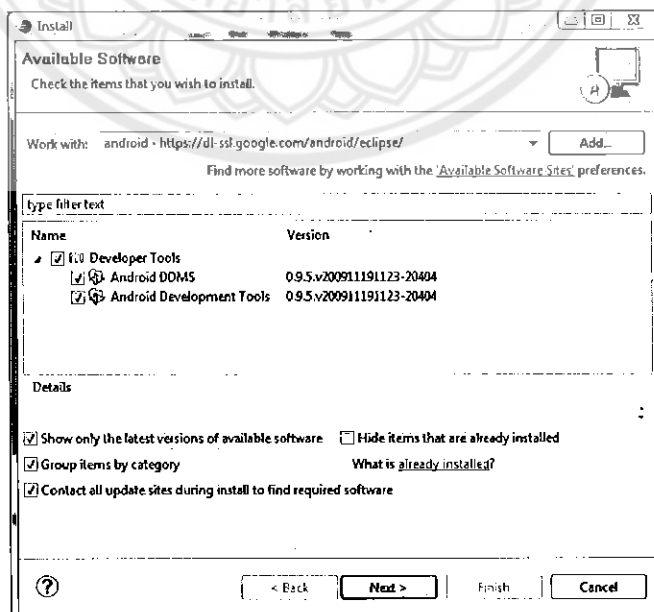 Install
Available Software
Check the items that you wish to install.
Work with: android - https://dl-ssl.google.com/android/eclipse/ Add...
Find more software by working with the 'Available Software Sites' preferences.
type filter text
Name Version
Developer Tools
Android DDMS 0.9.5.v200911191123-20404
Android Development Tools 0.9.5.v200911191123-20404
Details
Show only the latest versions of available software Hide items that are already installed
Group items by category What is already installed?
Contact all update sites during install to find required software
< Back Next > Finish Cancel